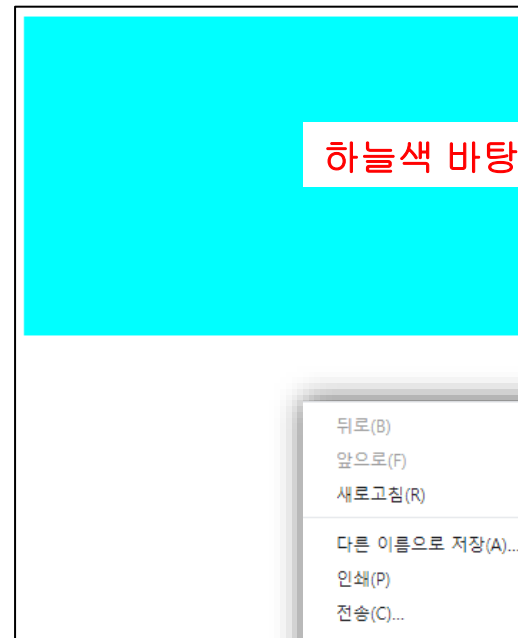 하늘색 바탕
뒤로(B)
앞으로(F)
새로고침(R)
다른 이름으로 저장(A)...
인쇄(P)
전송(C)...